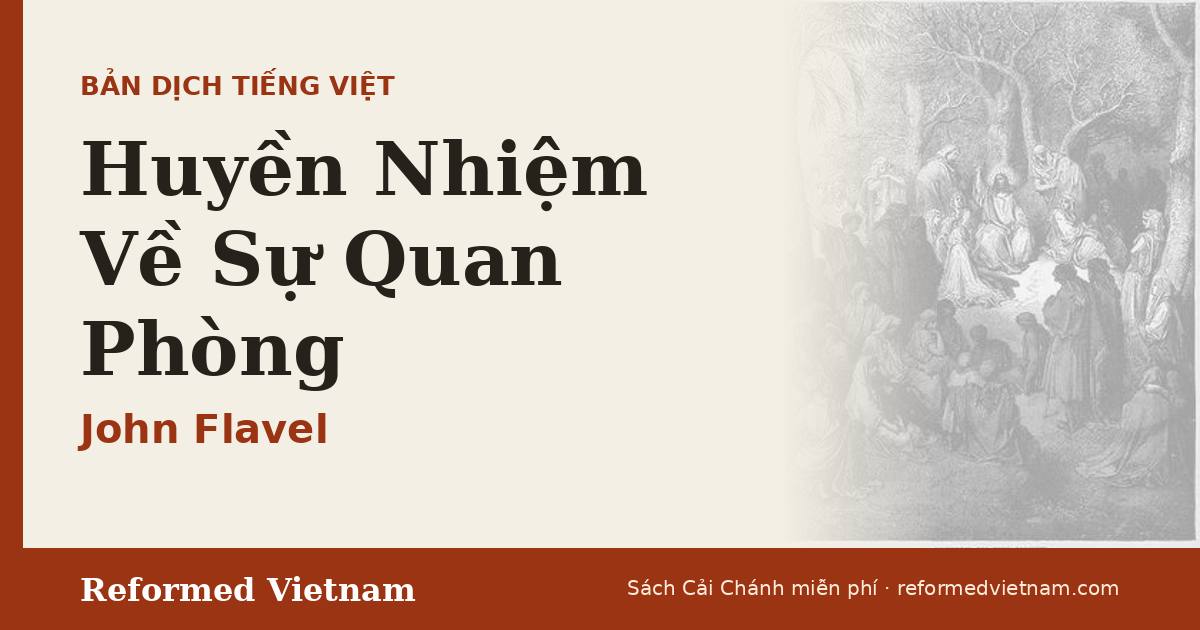 BẢN DỊCH TIẾNG VIỆT
Huyền Nhiệm
Về Sự Quan
Phòng
John Flavel
Reformed Vietnam
Sách Cải Chánh miễn phí · reformedvietnam.com